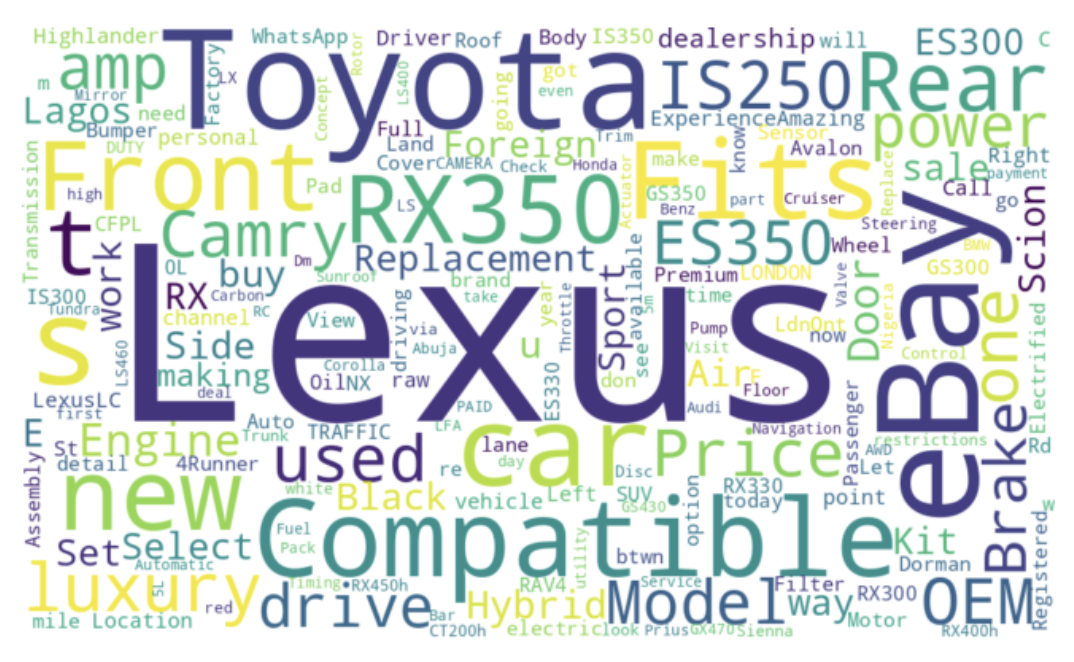 Highlander
WhatsApp
Driver
Roof
Body
IS350
dealership
will
ES300
C
Toyota
amp
Factory
LX
Rotor
Concept
LS400
going
got
even
m
Mirror
IS250
Rear
Lagos
need
Bumper
personal
DUTY
Full
Land
Cover
CAMERA
Foreign
Check
Trim
Honda
ExperienceAmazing
know
Sensor
Avalon
power
Replace
sale
Right
payment
Transmission
high
Front
Pad
LS
RX350
Actuator
make
GS350
Benz
Fits
part
Cruiser
Steering
Call
go
Scion
t
CFPL
work
Camry
Dm
Replacement
Sport
available
see
ES350
Wheel
BMW
GS300
OL
buy
Sunroof
brand
take
year
Throttle
Premium
LONDON
5m
time
Valve
Door
Nigeria
eBay
one
Electrified
IS300
Tundra
RX
Carbon
RC
channel
View
driving
via
Lexus
Pump
LdnOnt
now
Visit
s
LS460
Side
making
Corolla
Abuja
u
Control
deal
Oil
NX
raw
ES330
don
Air
F
Floor
LexusLC
first
PAID
Audi
Passenger
Brake
E
St
Engine
Auto
Trunk
TRAFFIC
LFA
lane
day
car
Navigation
restrictions
AWD
Rd
detail
4Runner
used
re
Disc
Price
Let
Assembly
new
white
Black
vehicle
Left
SUV
GS430
option
RX330
today
point
w
Registered
Set
Select
Automatic
SL
Fuel
Pack
Compatible
utility
btwn
Kit
Dorman
luxury
red
Timing
RX450h
drive
RAV4
Service
Filter
RX300
OEM
mile
Location
Bar
CT200h
Hybrid
electric
look
Model
Prius
GX470
Sienna
way
Motor
RX400h